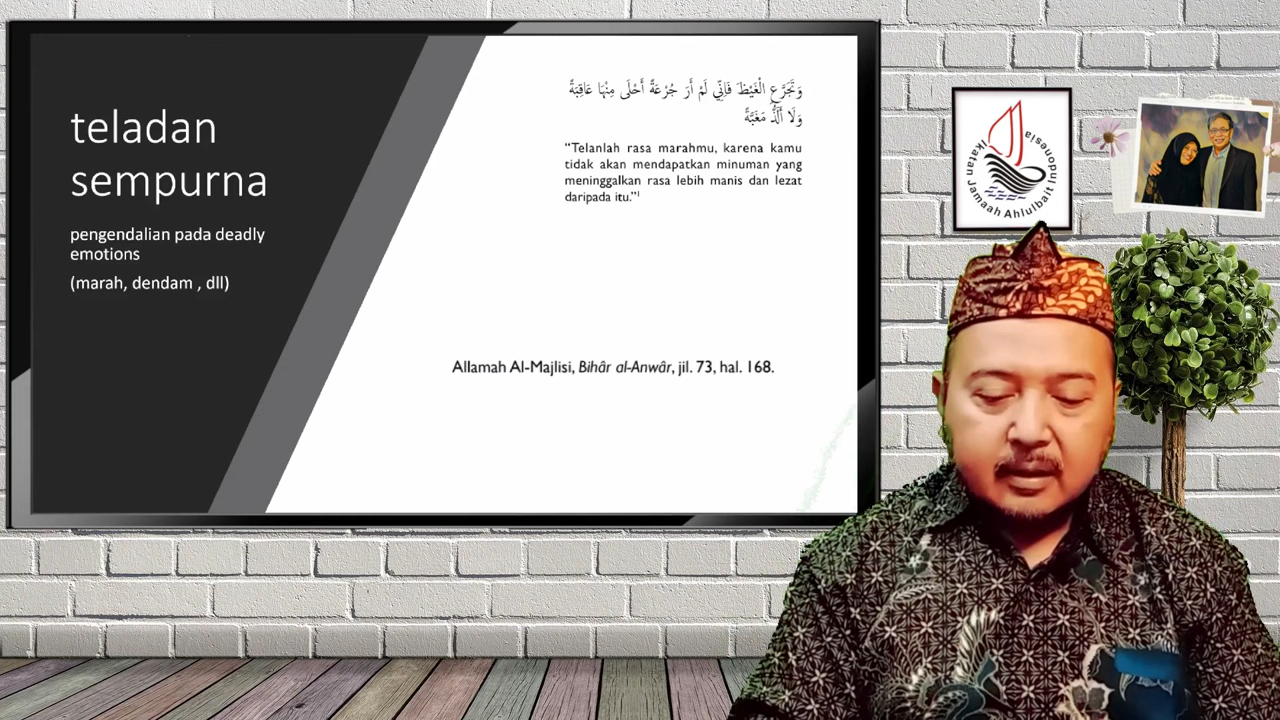 teladan
sempurna
pengendalian pada deadly
emotions
(marah, dendam , dll)
وَتَجَرَّعِ الْغَيْظَ فَإِنِّي لَمْ أَرَ جُرْعَةً أَحْلَى مِنْهَا عَاقِبَةً
وَلَا أَلَذَّ مَغَبَّةً
“Telanlah rasa marahmu, karena kamu
tidak akan mendapatkan minuman yang
meninggalkan rasa lebih manis dan lezat
daripada itu.”¹
Allamah Al-Majlisi, Bihâr al-Anwâr, jil. 73, hal. 168.
Ikatan Jamaah Ahlulbait Indonesia